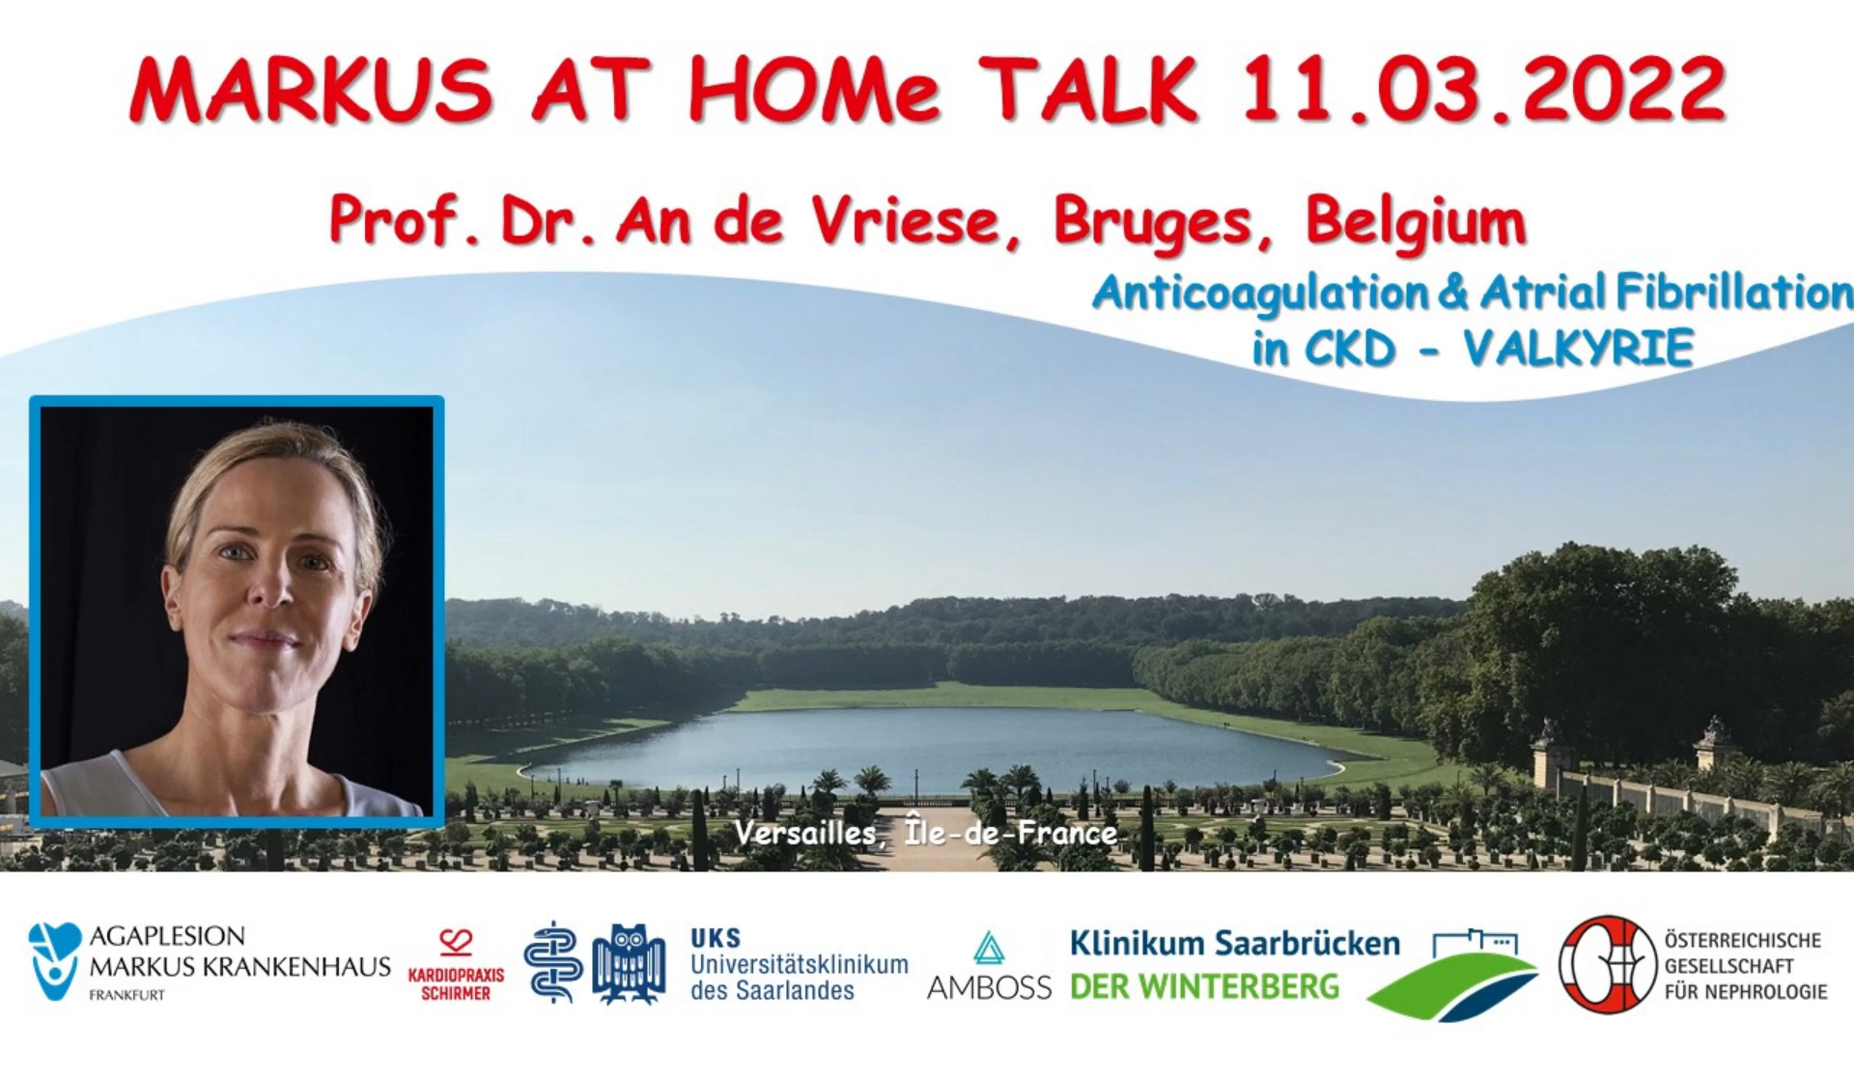 MARKUS AT HOMe TALK 11.03.2022
Prof. Dr. An de Vriese, Bruges, Belgium
Anticoagulation & Atrial Fibrillation
in CKD - VALKYRIE
Versailles, Île-de-France
AGAPLESION
MARKUS KRANKENHAUS
FRANKFURT
KARDIOPRAXIS
SCHIRMER
UKS
Universitätsklinikum
des Saarlandes
AMBOSS
Klinikum Saarbrücken
DER WINTERBERG
ÖSTERREICHISCHE
GESELLSCHAFT
FÜR NEPHROLOGIE